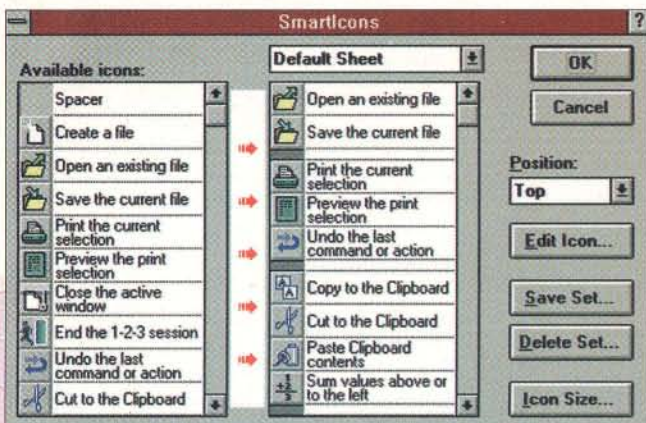 SmartIcons
?
Available icons:
Spacer
Create a file
Open an existing file
Save the current file
Print the current
selection
Preview the print
selection
Close the active
window
End the 1-2-3 session
Undo the last
command or action
Cut to the Clipboard
Default Sheet
Open an existing file
Save the current file
Print the current
selection
Preview the print
selection
Undo the last
command or action
Copy to the Clipboard
Cut to the Clipboard
Paste Clipboard
contents
Sum values above or
to the left
OK
Cancel
Position:
Top
Edit Icon...
Save Set...
Delete Set...
Icon Size...